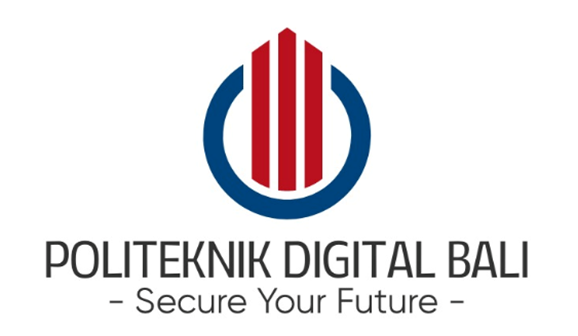 POLITEKNIK DIGITAL BALI
- Secure Your Future -